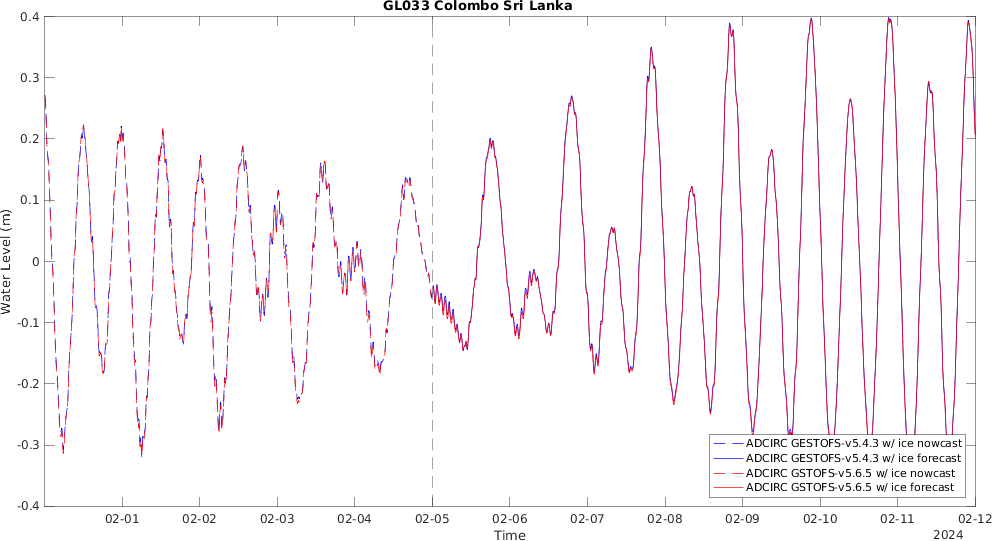 GL033 Colombo Sri Lanka
0.4
0.3
0.2
0.1
0
-0.1
-0.2
-0.3
-0.4
Water Level (m)
ADCIRC GESTOFS-v5.4.3 w/ ice nowcast
ADCIRC GESTOFS-v5.4.3 w/ ice forecast
ADCIRC GSTOFS-v5.6.5 w/ ice nowcast
ADCIRC GSTOFS-v5.6.5 w/ ice forecast
02-01 02-02 02-03 02-04 02-05 02-06 02-07 02-08 02-09 02-10 02-11 02-12
Time
2024